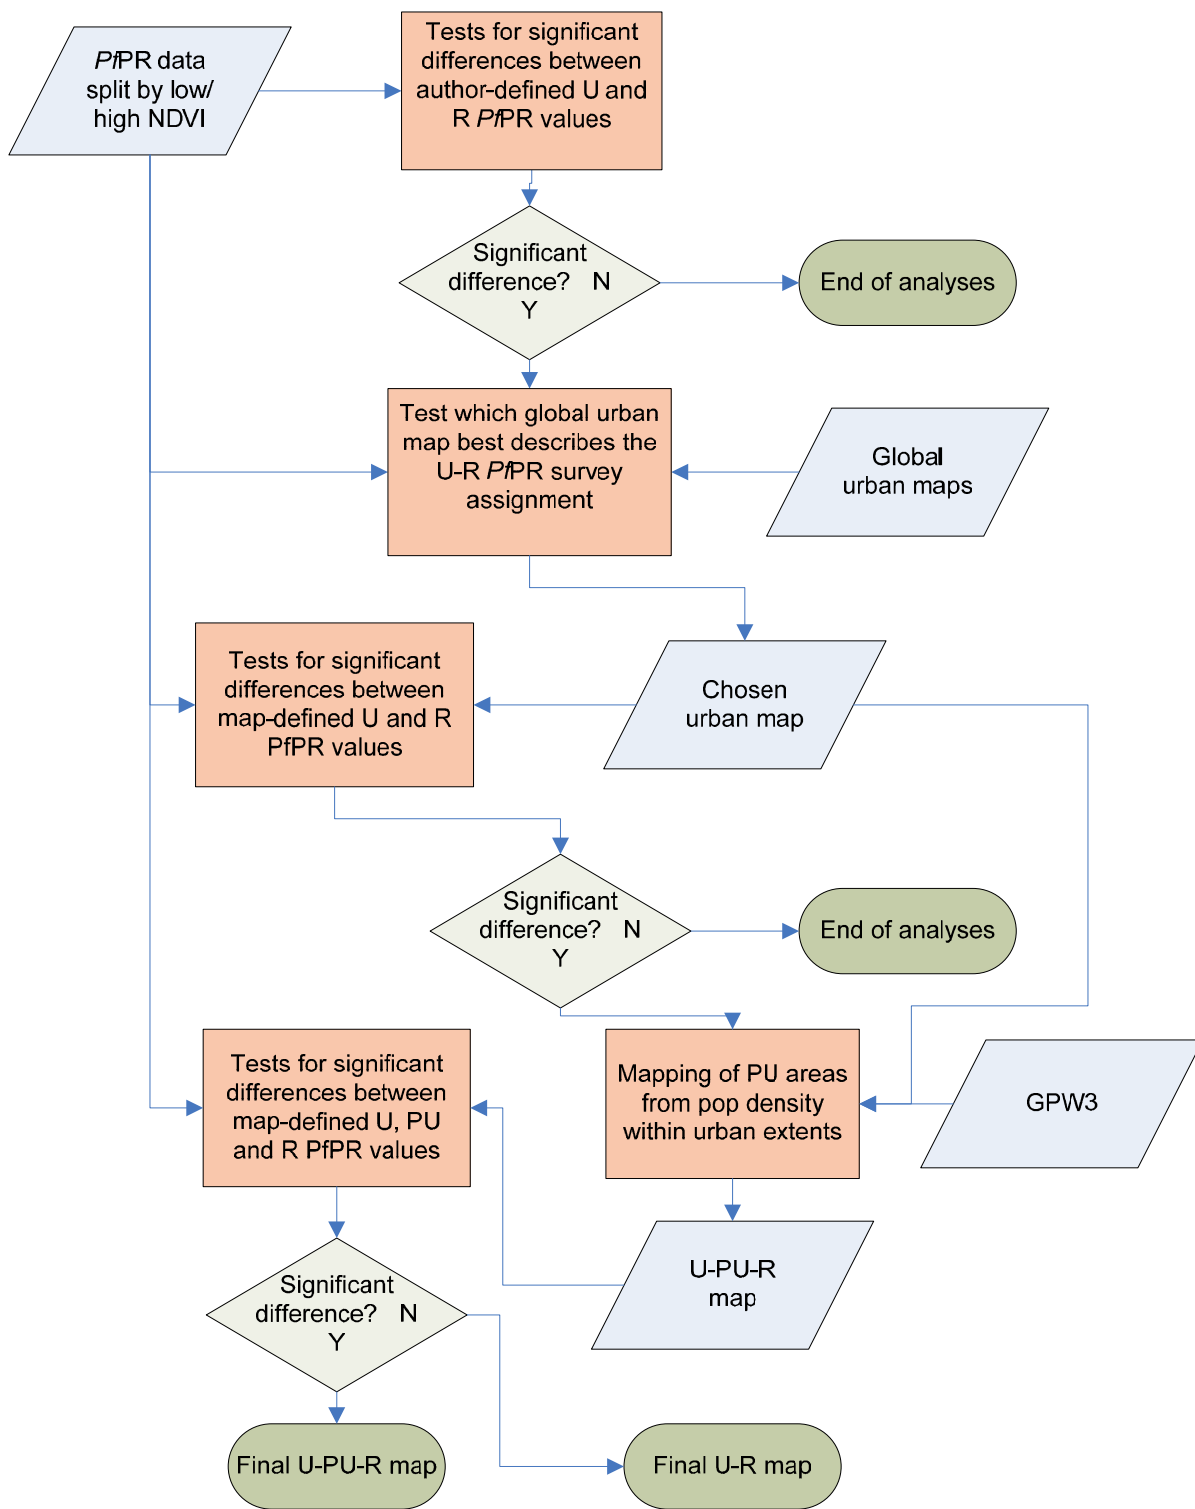 PfPR data
split by low/
high NDVI
Tests for significant
differences between
author-defined U and
R PfPR values
Significant
difference? N
Y
End of analyses
Test which global urban
map best describes the
U-R PfPR survey
assignment
Global
urban maps
Tests for significant
differences between
map-defined U and R
PfPR values
Chosen
urban map
Significant
difference? N
Y
End of analyses
Tests for significant
differences between
map-defined U, PU
and R PfPR values
Mapping of PU areas
from pop density
within urban extents
GPW3
U-PU-R
map
Significant
difference? N
Y
Final U-PU-R map
Final U-R map